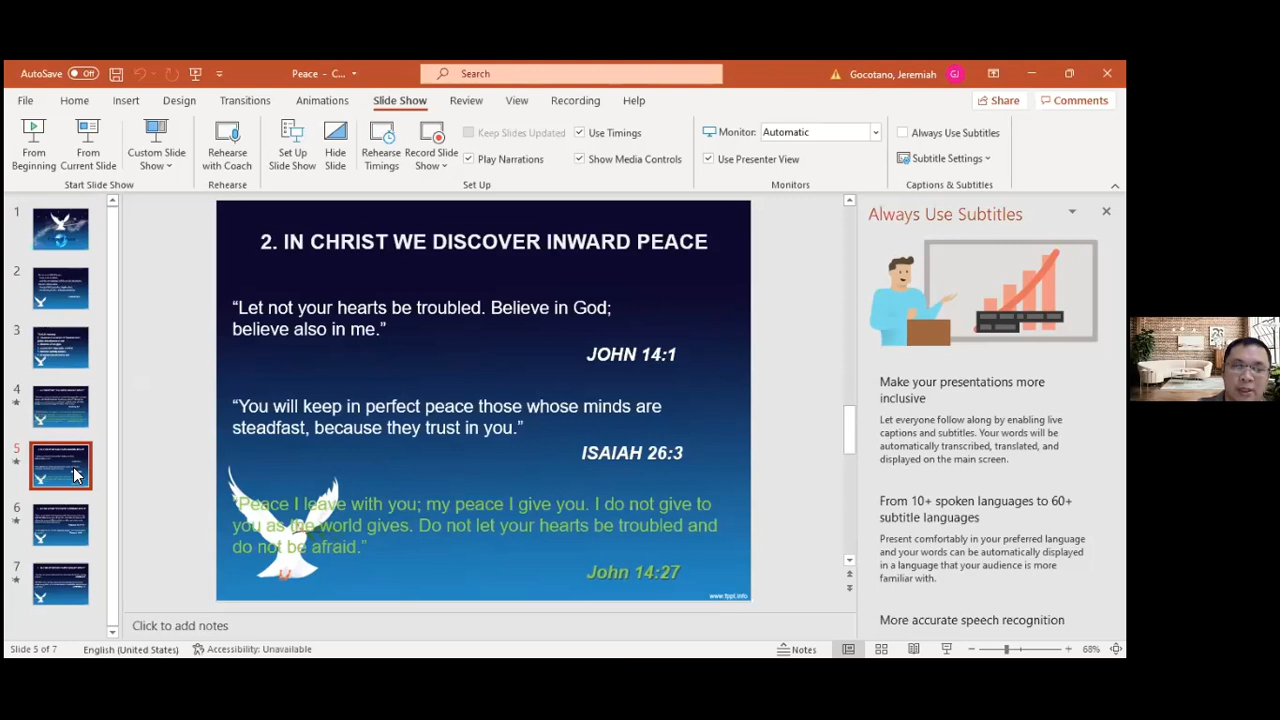 AutoSave Off Peace - C... Search Gocotano, Jeremiah GJ
File Home Insert Design Transitions Animations Slide Show Review View Recording Help Share Comments
From Beginning
From Current Slide
Custom Slide Show
Start Slide Show
Rehearse with Coach
Rehearse
Set Up Slide Show
Hide Slide
Rehearse Timings
Record Slide Show
Keep Slides Updated
Play Narrations
Use Timings
Show Media Controls
Set Up
Monitor: Automatic
Use Presenter View
Monitors
Always Use Subtitles
Subtitle Settings
Captions & Subtitles
1
2
3
4
5
6
7
2. IN CHRIST WE DISCOVER INWARD PEACE
“Let not your hearts be troubled. Believe in God;
believe also in me.”
JOHN 14:1
“You will keep in perfect peace those whose minds are
steadfast, because they trust in you.”
ISAIAH 26:3
“Peace I leave with you; my peace I give you. I do not give to
you as the world gives. Do not let your hearts be troubled and
do not be afraid.”
John 14:27
www.fppt.info
Click to add notes
Always Use Subtitles
Make your presentations more
inclusive
Let everyone follow along by enabling live
captions and subtitles. Your words will be
automatically transcribed, translated, and
displayed on the main screen.
From 10+ spoken languages to 60+
subtitle languages
Present comfortably in your preferred language
and your words can be automatically displayed
in a language that your audience is more
familiar with.
More accurate speech recognition
Slide 5 of 7 English (United States) Accessibility: Unavailable Notes 68%